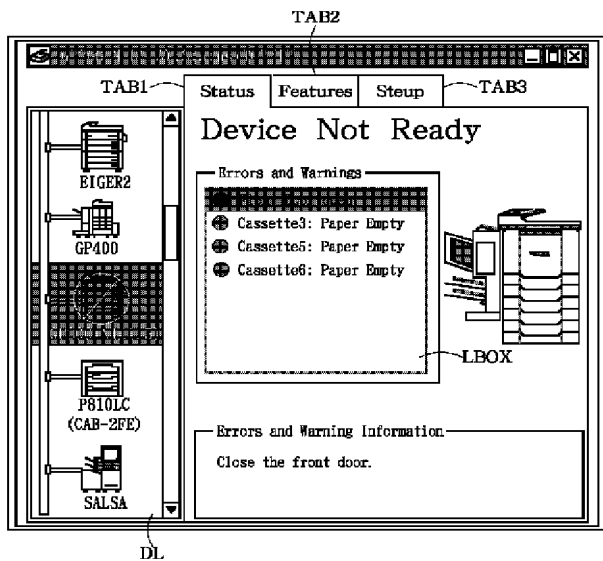 TAB2
TAB1
TAB3
Status
Features
Steup
Device Not Ready
Errors and Warnings
Cassette3: Paper Empty
Cassette5: Paper Empty
Cassette6: Paper Empty
LBOX
Errors and Warning Information
Close the front door.
EIGER2
GP400
P810LC
(CAB-2FE)
SALSA
DL